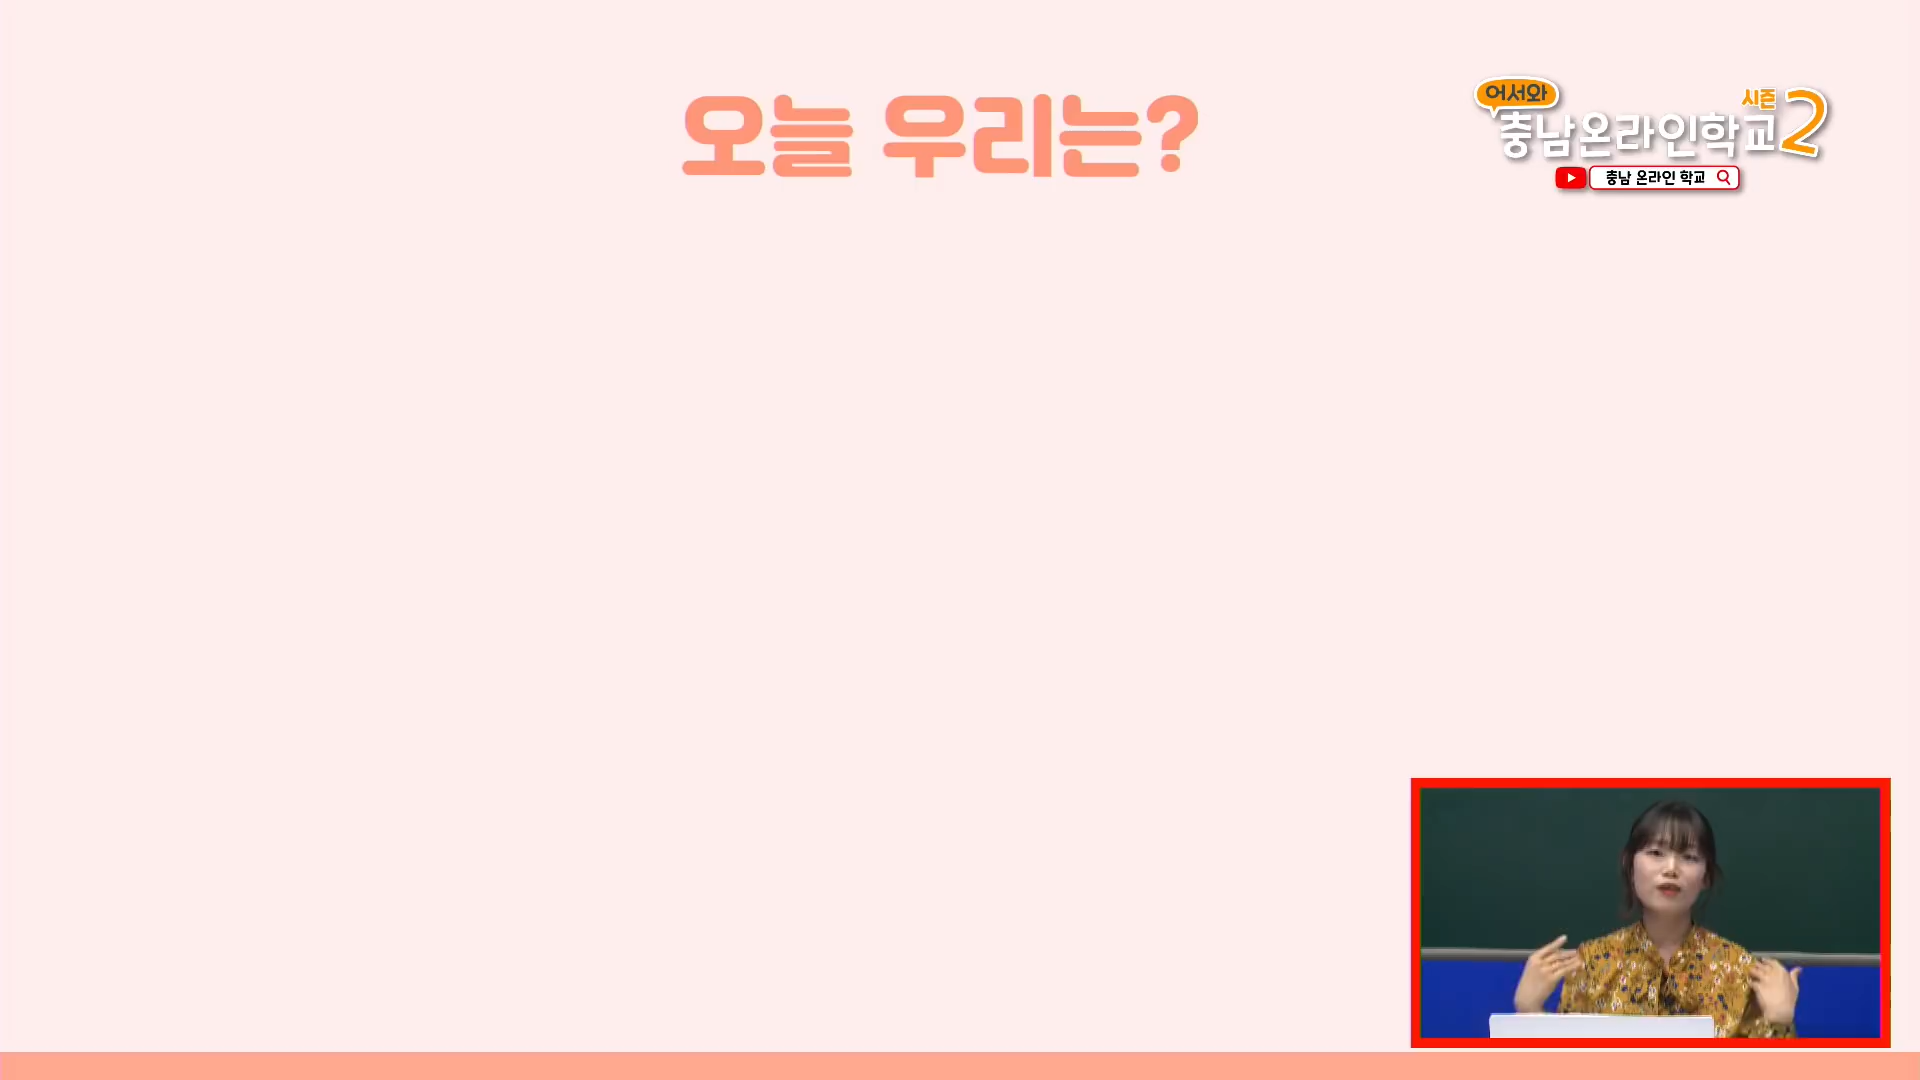 오늘 우리는?
어서와
시즌
충남온라인학교2
충남 온라인 학교